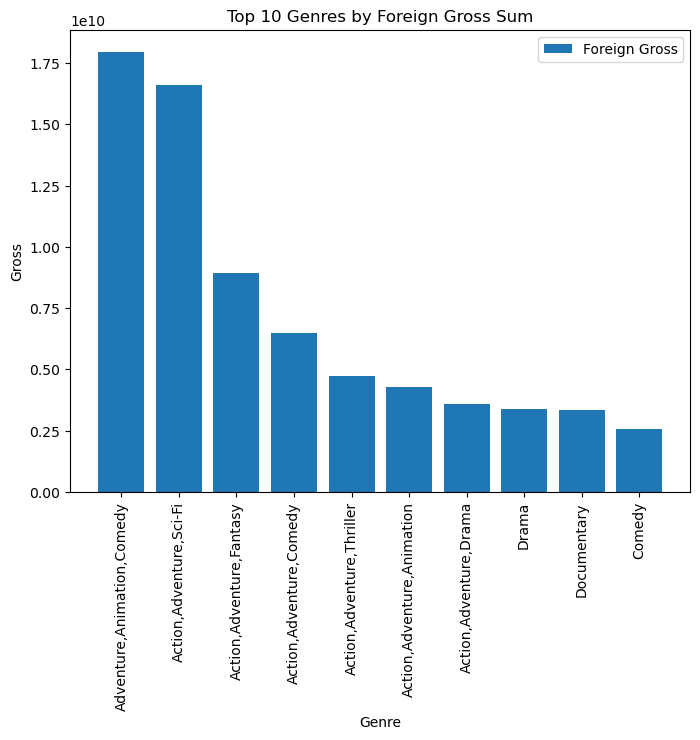 Top 10 Genres by Foreign Gross Sum
1e10
Foreign Gross
1.75
1.50
1.25
1.00
0.75
0.50
0.25
0.00
Gross
Adventure,Animation,Comedy
Action,Adventure,Sci-Fi
Action,Adventure,Fantasy
Action,Adventure,Comedy
Action,Adventure,Thriller
Action,Adventure,Animation
Action,Adventure,Drama
Drama
Documentary
Comedy
Genre